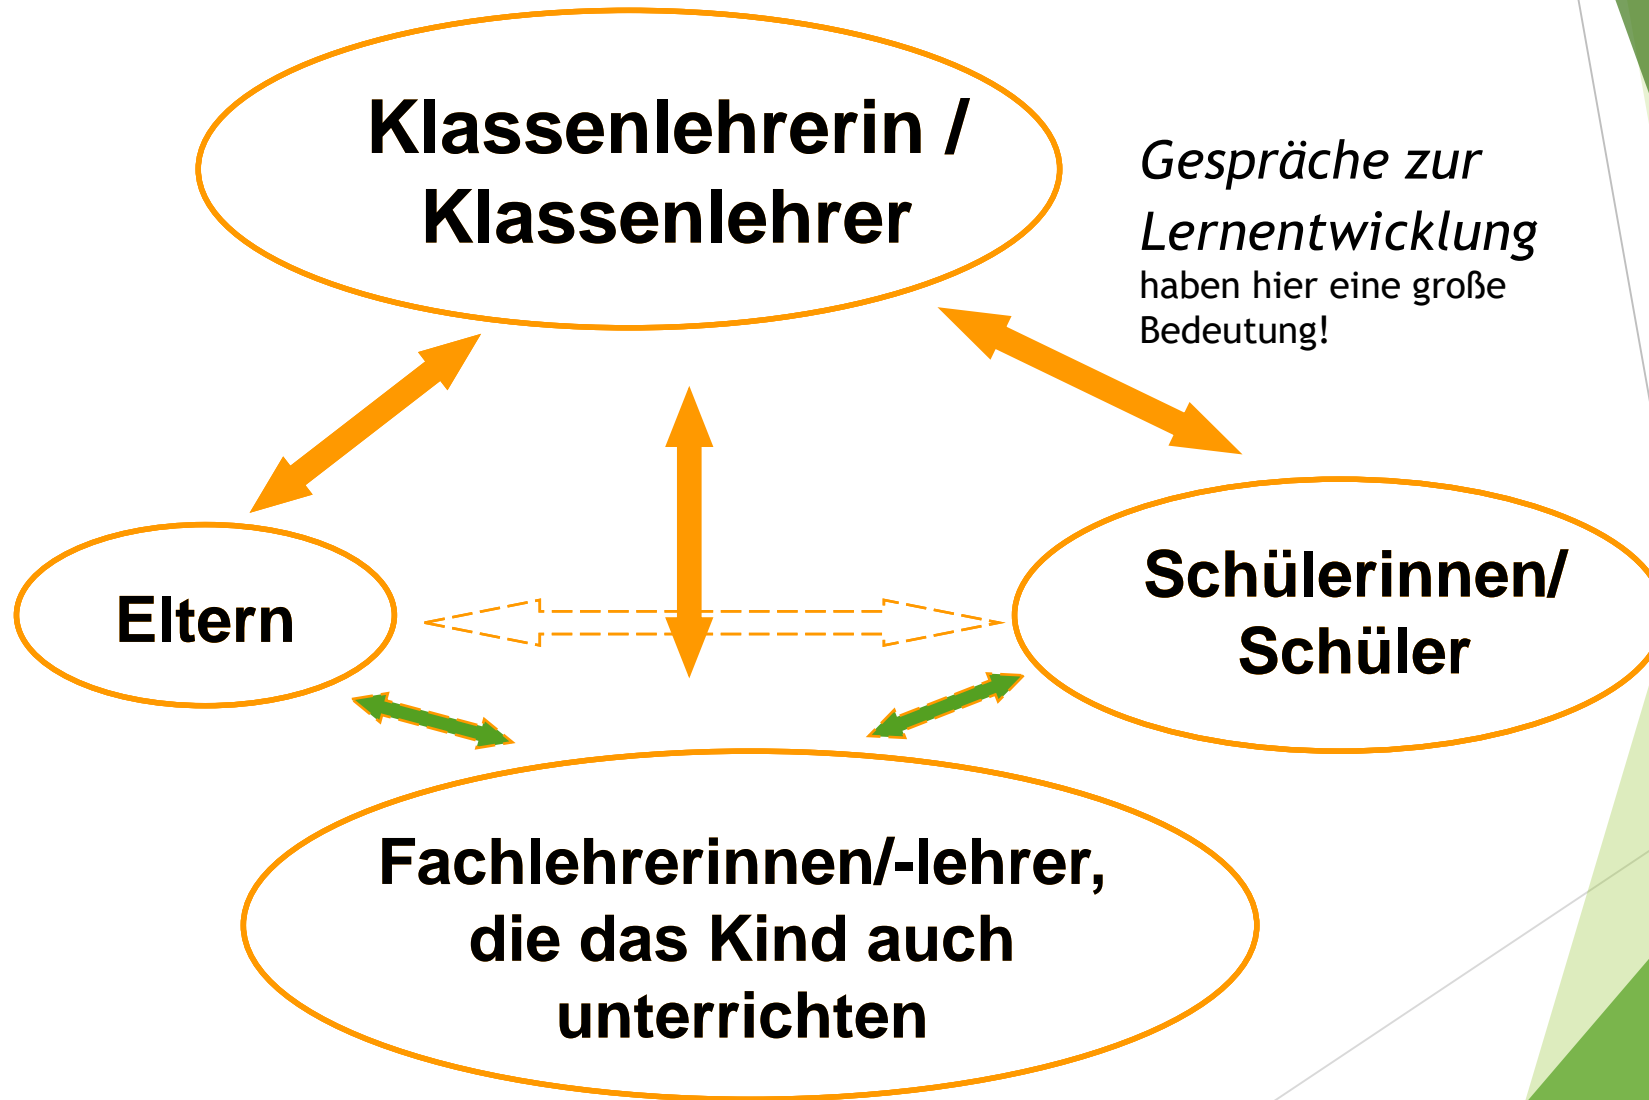 Klassenlehrerin /
Klassenlehrer
Gespräche zur
Lernentwicklung
haben hier eine große
Bedeutung!
Eltern
Schülerinnen/
Schüler
Fachlehrerinnen/-lehrer,
die das Kind auch
unterrichten